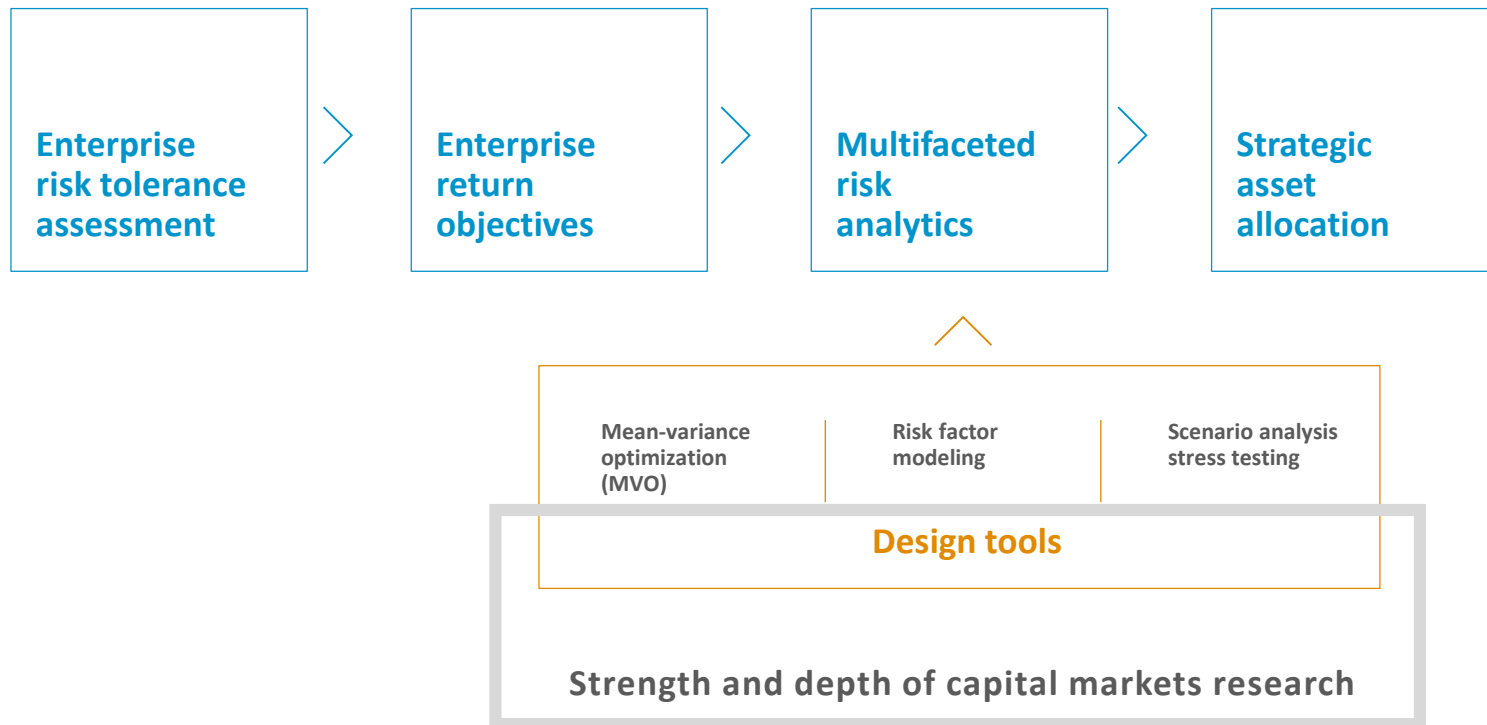 Enterprise
risk tolerance
assessment
Enterprise
return
objectives
Multifaceted
risk
analytics
Strategic
asset
allocation
Mean-variance
optimization
(MVO)
Risk factor
modeling
Scenario analysis
stress testing
Design tools
Strength and depth of capital markets research